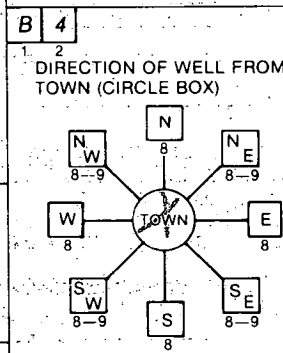 B 4
1 2
DIRECTION OF WELL FROM
TOWN (CIRCLE BOX)
N
8
N W
8-9
N E
8-9
W
8
TOWN
E
8
S W
8-9
S E
8-9
S
8